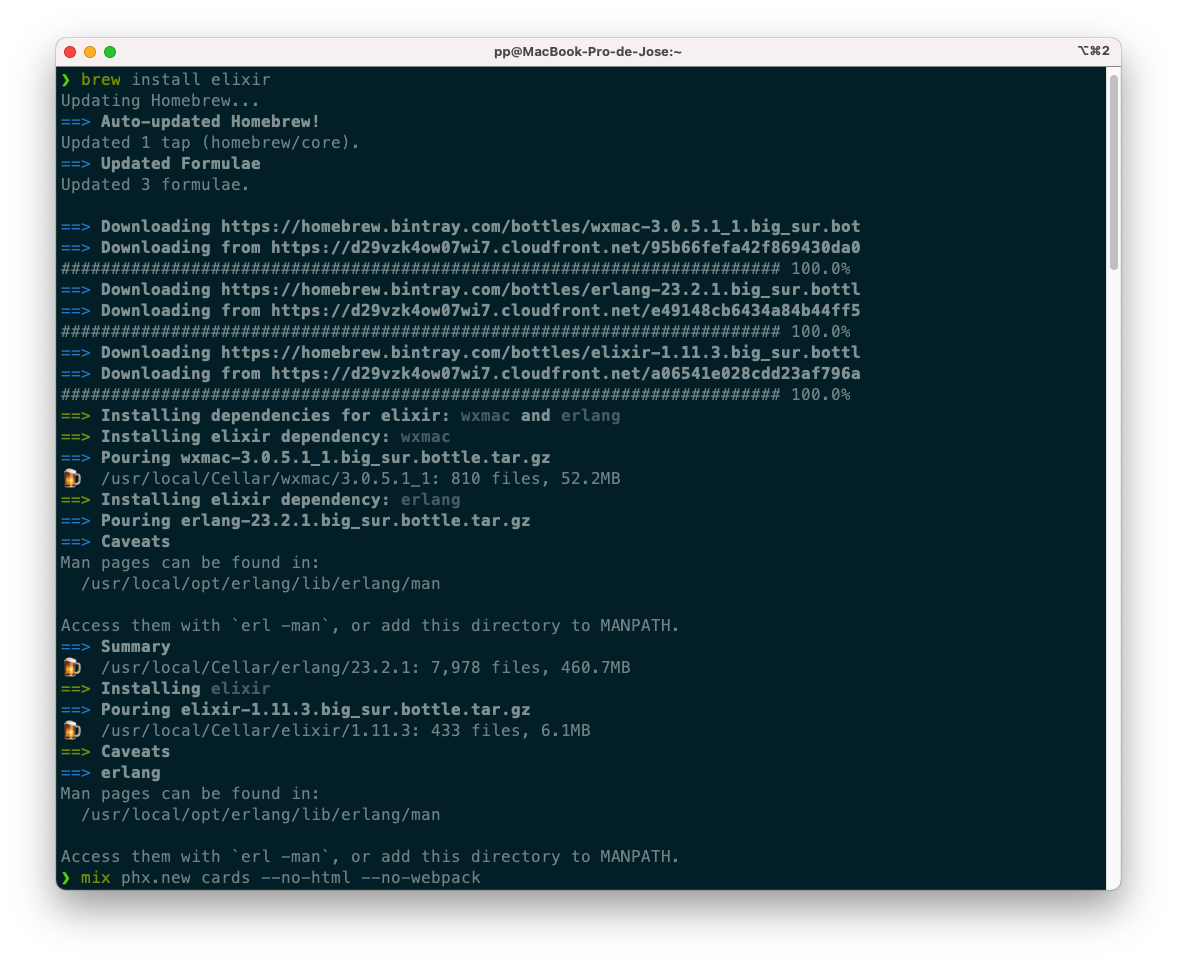 pp@MacBook-Pro-de-Jose:~
⌥⌘2
❯ brew install elixir
Updating Homebrew...
==> Auto-updated Homebrew!
Updated 1 tap (homebrew/core).
==> Updated Formulae
Updated 3 formulae.
==> Downloading https://homebrew.bintray.com/bottles/wxmac-3.0.5.1_1.big_sur.bot
==> Downloading from https://d29vzk4ow07wi7.cloudfront.net/95b66fefa42f869430da0
######################################################################## 100.0%
==> Downloading https://homebrew.bintray.com/bottles/erlang-23.2.1.big_sur.bottl
==> Downloading from https://d29vzk4ow07wi7.cloudfront.net/e49148cb6434a84b44ff5
######################################################################## 100.0%
==> Downloading https://homebrew.bintray.com/bottles/elixir-1.11.3.big_sur.bottl
==> Downloading from https://d29vzk4ow07wi7.cloudfront.net/a06541e028cdd23af796a
######################################################################## 100.0%
==> Installing dependencies for elixir: wxmac and erlang
==> Installing elixir dependency: wxmac
==> Pouring wxmac-3.0.5.1_1.big_sur.bottle.tar.gz
🍺  /usr/local/Cellar/wxmac/3.0.5.1_1: 810 files, 52.2MB
==> Installing elixir dependency: erlang
==> Pouring erlang-23.2.1.big_sur.bottle.tar.gz
==> Caveats
Man pages can be found in:
  /usr/local/opt/erlang/lib/erlang/man
Access them with `erl -man`, or add this directory to MANPATH.
==> Summary
🍺  /usr/local/Cellar/erlang/23.2.1: 7,978 files, 460.7MB
==> Installing elixir
==> Pouring elixir-1.11.3.big_sur.bottle.tar.gz
🍺  /usr/local/Cellar/elixir/1.11.3: 433 files, 6.1MB
==> Caveats
==> erlang
Man pages can be found in:
  /usr/local/opt/erlang/lib/erlang/man
Access them with `erl -man`, or add this directory to MANPATH.
❯ mix phx.new cards --no-html --no-webpack